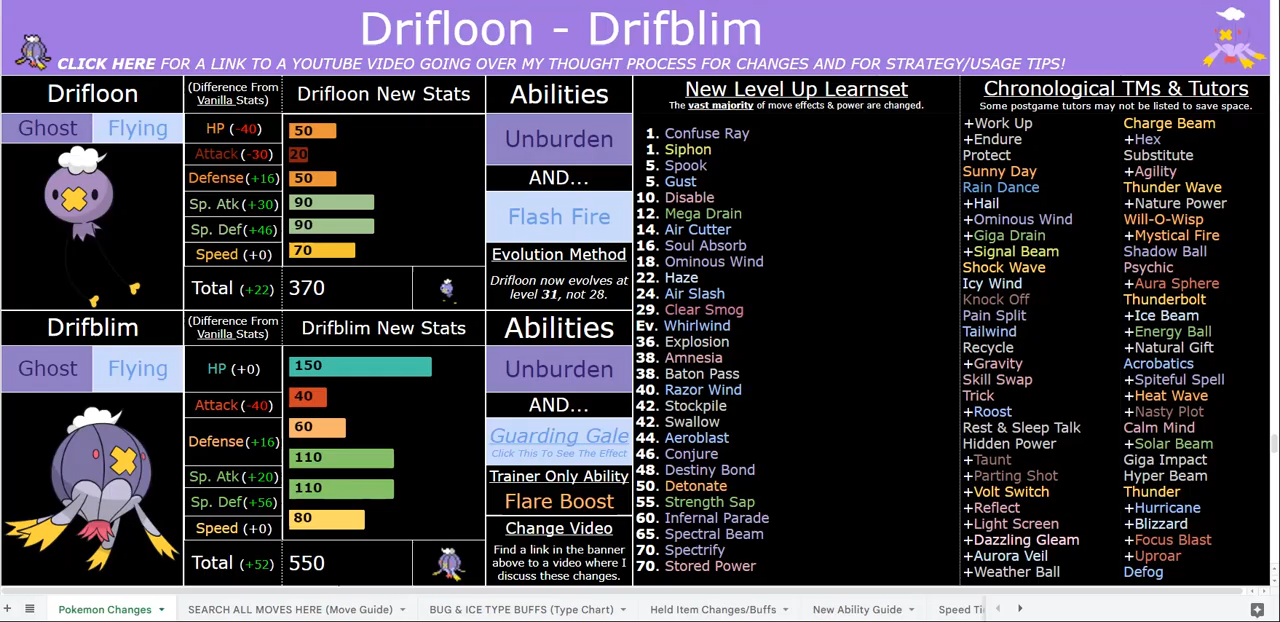 Drifloon - Drifblim
CLICK HERE FOR A LINK TO A YOUTUBE VIDEO GOING OVER MY THOUGHT PROCESS FOR CHANGES AND FOR STRATEGY/USAGE TIPS!
Drifloon
(Difference From
Vanilla Stats)
Drifloon New Stats
Abilities
Ghost
Flying
HP (-40)
50
Attack (-30)
20
Defense (+16)
50
Sp. Atk (+30)
90
Sp. Def (+46)
90
Speed (+0)
70
Total (+22)
370
Unburden
AND...
Flash Fire
Evolution Method
Drifloon now evolves at
level 31, not 28.
Drifblim
(Difference From
Vanilla Stats)
Drifblim New Stats
Abilities
Ghost
Flying
HP (+0)
150
Attack (-40)
40
Defense (+16)
60
Sp. Atk (+20)
110
Sp. Def (+56)
110
Speed (+0)
80
Total (+52)
550
Unburden
AND...
Guarding Gale
Click This To See The Effect
Trainer Only Ability
Flare Boost
Change Video
Find a link in the banner
above to a video where I
discuss these changes.
New Level Up Learnset
The vast majority of move effects & power are changed.
1. Confuse Ray
1. Siphon
5. Spook
5. Gust
10. Disable
12. Mega Drain
14. Air Cutter
16. Soul Absorb
18. Ominous Wind
22. Haze
24. Air Slash
29. Clear Smog
Ev. Whirlwind
36. Explosion
38. Amnesia
38. Baton Pass
40. Razor Wind
42. Stockpile
42. Swallow
44. Aeroblast
46. Conjure
48. Destiny Bond
50. Detonate
55. Strength Sap
60. Infernal Parade
65. Spectral Beam
70. Spectrify
70. Stored Power
Chronological TMs & Tutors
Some postgame tutors may not be listed to save space.
+Work Up
+Endure
Protect
Sunny Day
Rain Dance
+Hail
+Ominous Wind
+Giga Drain
+Signal Beam
Shock Wave
Icy Wind
Knock Off
Pain Split
Tailwind
Recycle
+Gravity
Skill Swap
Trick
+Roost
Rest & Sleep Talk
Hidden Power
+Taunt
+Parting Shot
+Volt Switch
+Reflect
+Light Screen
+Dazzling Gleam
+Aurora Veil
+Weather Ball
Charge Beam
+Hex
Substitute
+Agility
Thunder Wave
+Nature Power
Will-O-Wisp
+Mystical Fire
Shadow Ball
Psychic
+Aura Sphere
Thunderbolt
+Ice Beam
+Energy Ball
+Natural Gift
Acrobatics
+Spiteful Spell
+Heat Wave
+Nasty Plot
Calm Mind
+Solar Beam
Giga Impact
Hyper Beam
Thunder
+Hurricane
+Blizzard
+Focus Blast
+Uproar
Defog
Pokemon Changes
SEARCH ALL MOVES HERE (Move Guide)
BUG & ICE TYPE BUFFS (Type Chart)
Held Item Changes/Buffs
New Ability Guide
Speed Ti